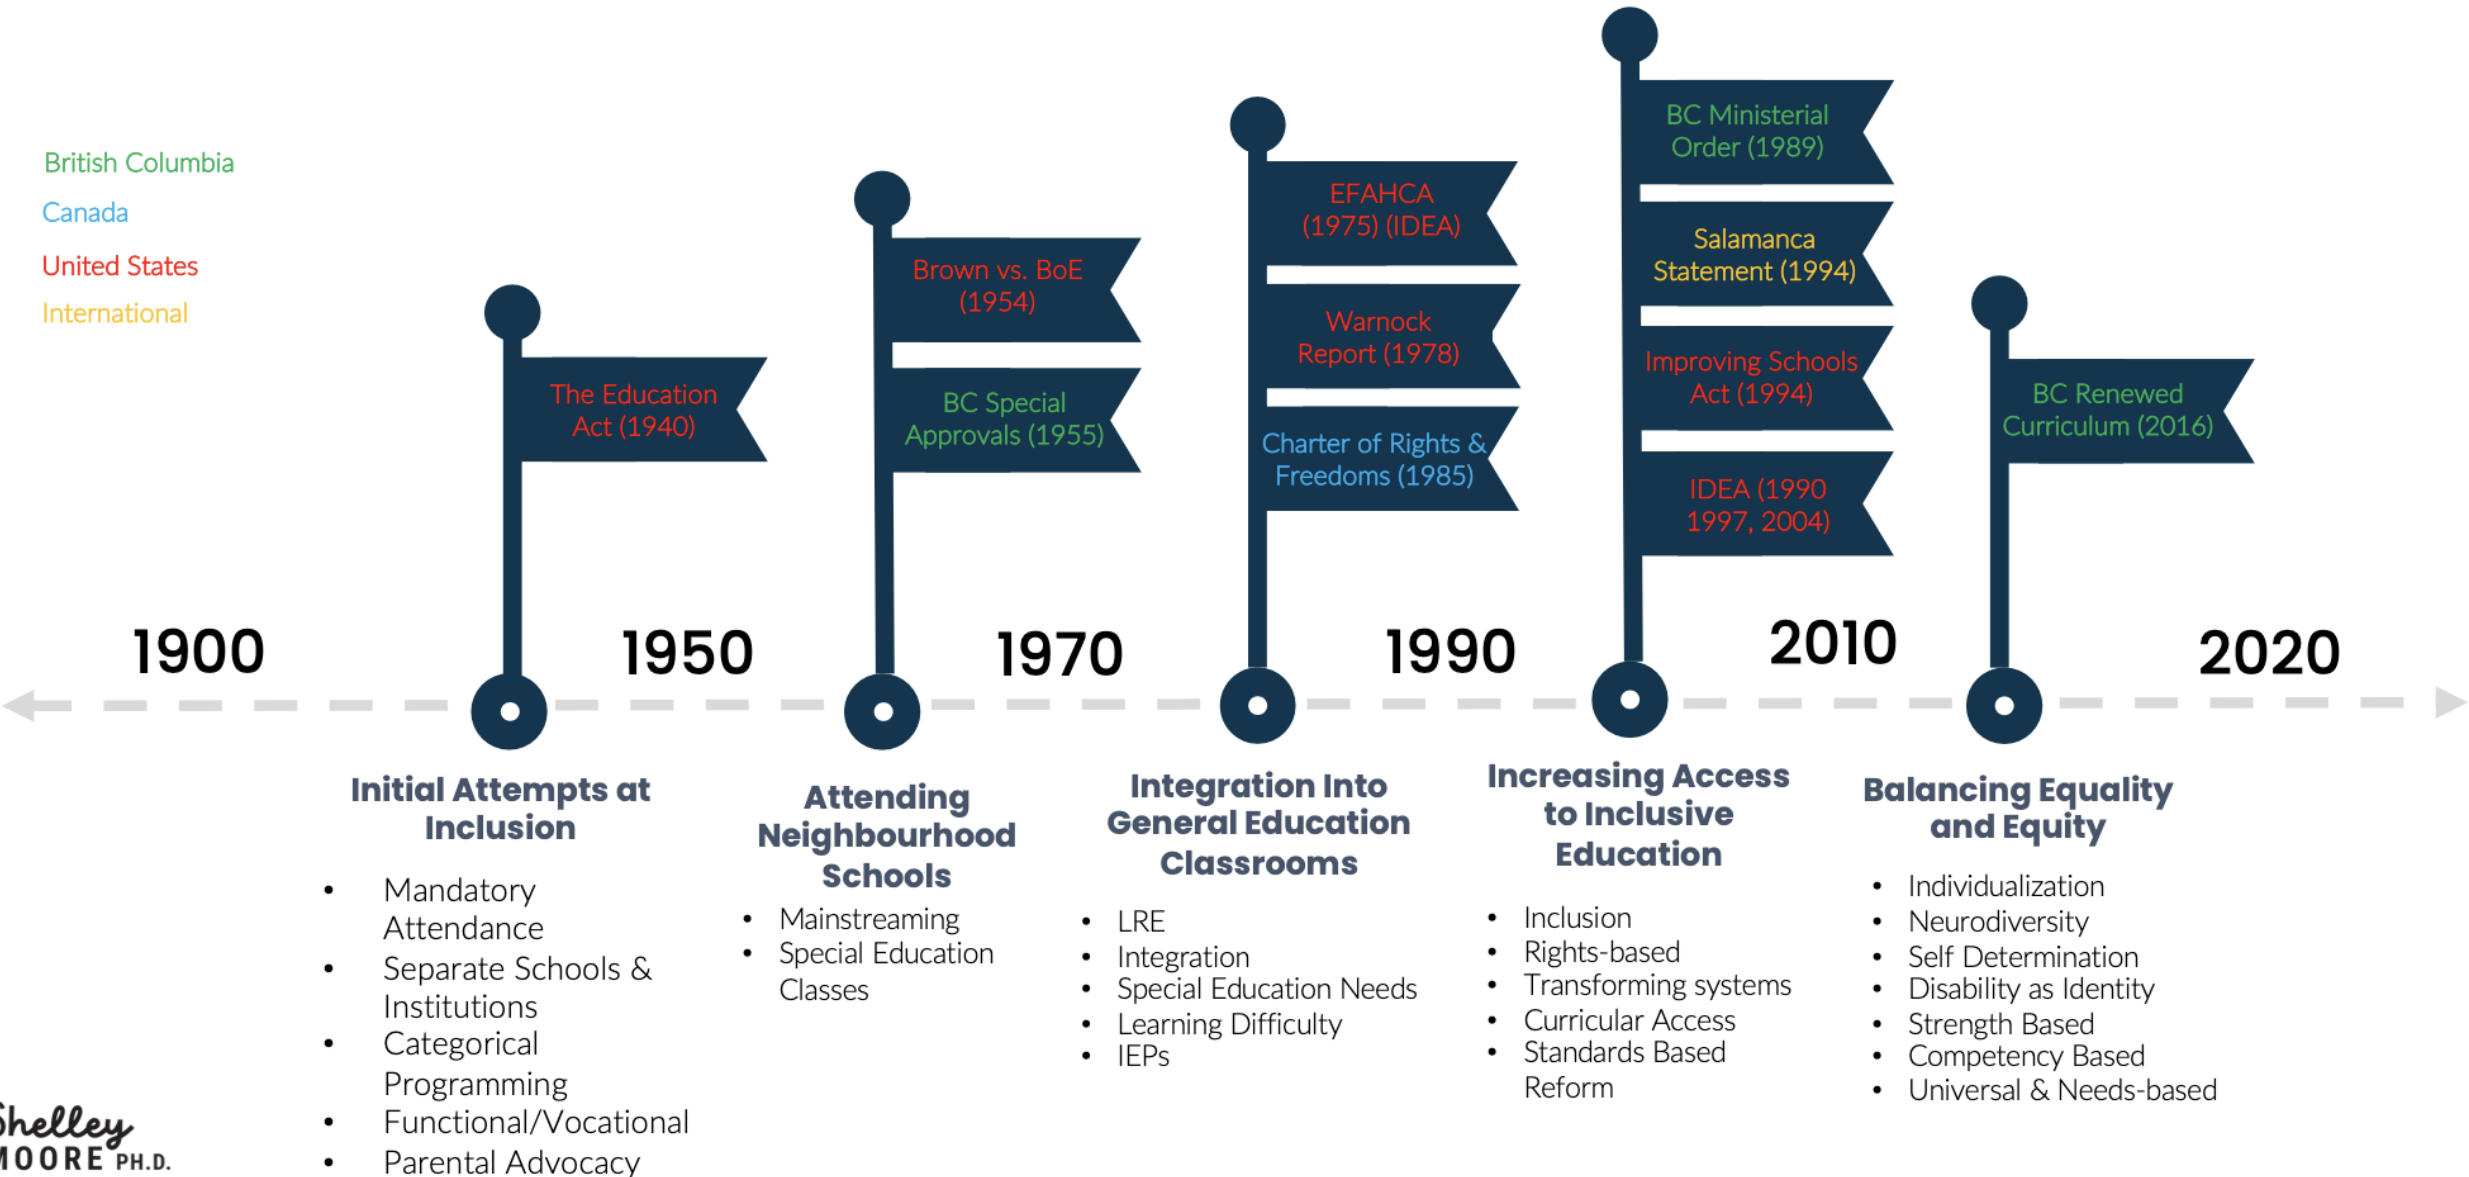 British Columbia
Canada
United States
International
The Education
Act (1940)
Brown vs. BoE
(1954)
BC Special
Approvals (1955)
EFAHCA
(1975) (IDEA)
Warnock
Report (1978)
Charter of Rights &
Freedoms (1985)
BC Ministerial
Order (1989)
Salamanca
Statement (1994)
Improving Schools
Act (1994)
IDEA (1990
1997, 2004)
BC Renewed
Curriculum (2016)
1900
1950
1970
1990
2010
2020
Initial Attempts at
Inclusion
• Mandatory
Attendance
• Separate Schools &
Institutions
• Categorical
Programming
• Functional/Vocational
• Parental Advocacy
Attending
Neighbourhood
Schools
• Mainstreaming
• Special Education
Classes
Integration Into
General Education
Classrooms
• LRE
• Integration
• Special Education Needs
• Learning Difficulty
• IEPs
Increasing Access
to Inclusive
Education
• Inclusion
• Rights-based
• Transforming systems
• Curricular Access
• Standards Based
Reform
Balancing Equality
and Equity
• Individualization
• Neurodiversity
• Self Determination
• Disability as Identity
• Strength Based
• Competency Based
• Universal & Needs-based
Shelley
MOORE PH.D.